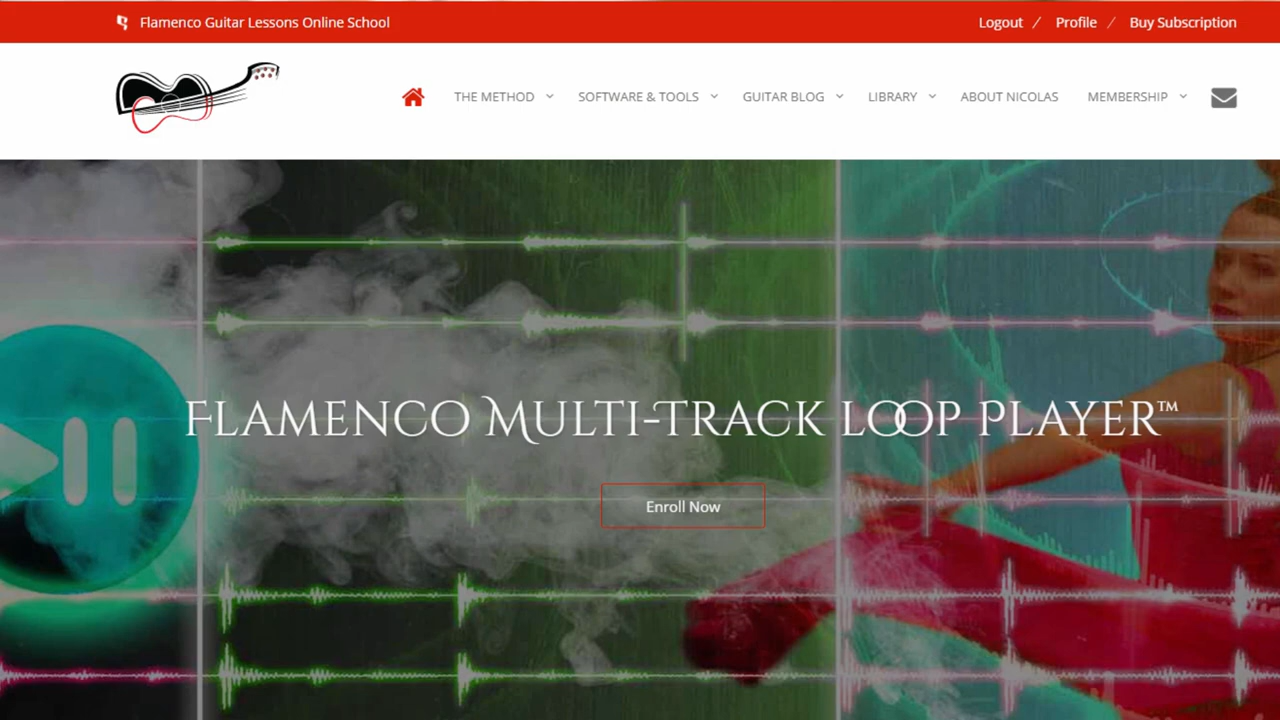 Flamenco Guitar Lessons Online School
Logout / Profile / Buy Subscription
THE METHOD SOFTWARE & TOOLS GUITAR BLOG LIBRARY ABOUT NICOLAS MEMBERSHIP
Flamenco Multi-Track Loop Player™
Enroll Now